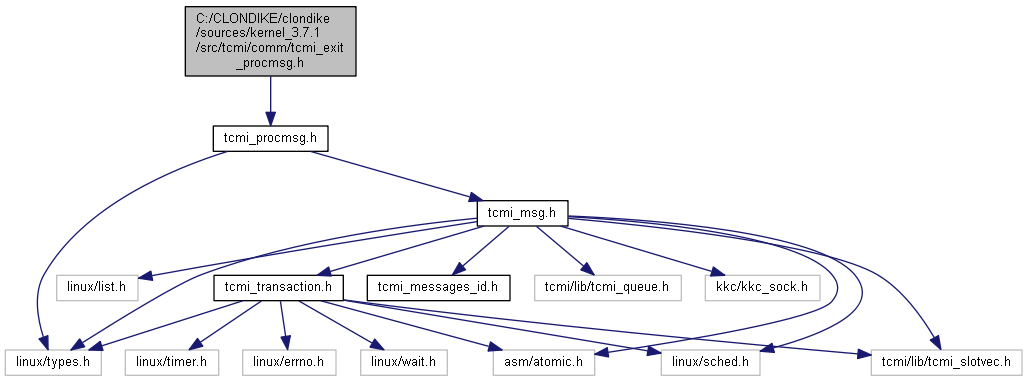 C:/CLONDIKE/clondike
/sources/kernel_3.7.1
/src/tcmi/comm/tcmi_exit
_procmsg.h
tcmi_procmsg.h
tcmi_msg.h
linux/list.h
tcmi_transaction.h
tcmi_messages_id.h
tcmi/lib/tcmi_queue.h
kkc/kkc_sock.h
linux/types.h
linux/timer.h
linux/errno.h
linux/wait.h
asm/atomic.h
linux/sched.h
tcmi/lib/tcmi_slotvec.h